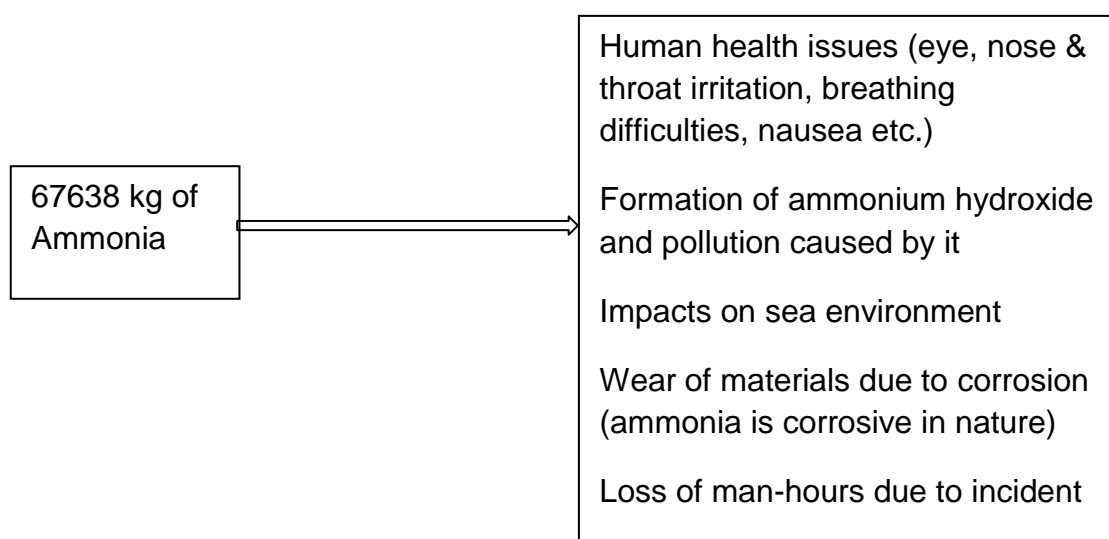 67638 kg of
Ammonia
Human health issues (eye, nose &
throat irritation, breathing
difficulties, nausea etc.)
Formation of ammonium hydroxide
and pollution caused by it
Impacts on sea environment
Wear of materials due to corrosion
(ammonia is corrosive in nature)
Loss of man-hours due to incident